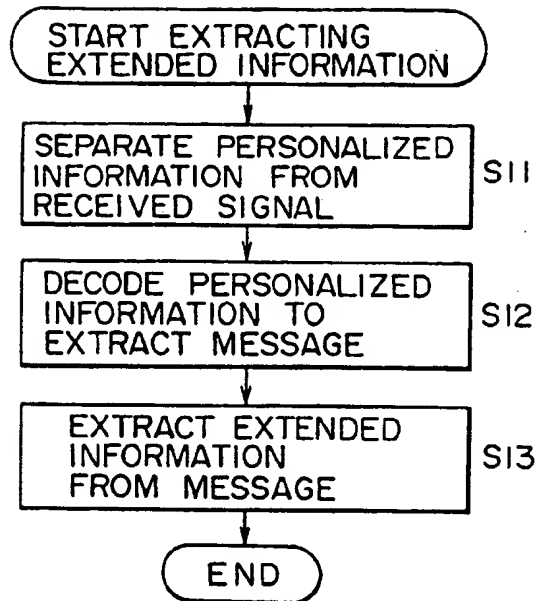 START EXTRACTING
EXTENDED INFORMATION
SEPARATE PERSONALIZED
INFORMATION FROM
RECEIVED SIGNAL
S11
DECODE PERSONALIZED
INFORMATION TO
EXTRACT MESSAGE
S12
EXTRACT EXTENDED
INFORMATION
FROM MESSAGE
S13
END